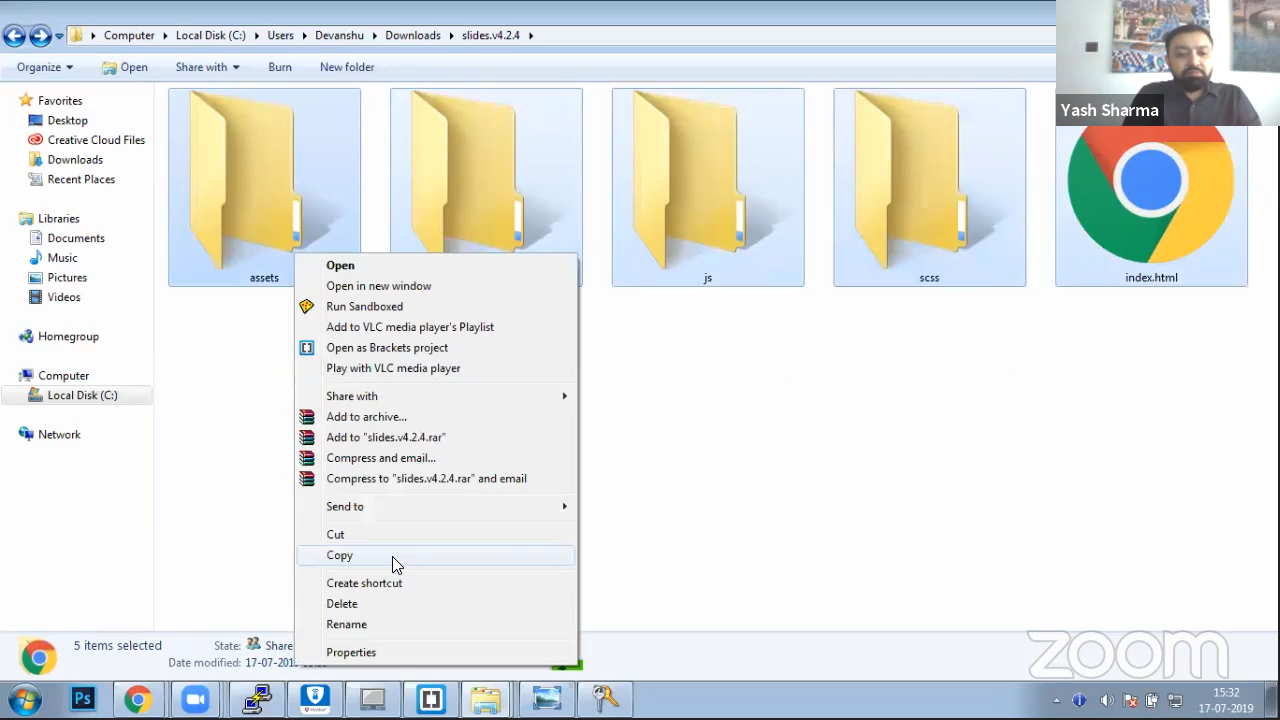 Computer Local Disk (C:) Users Devanshu Downloads slides.v4.2.4
Yash Sharma
Organize Open Share with Burn New folder
Favorites
Desktop
Creative Cloud Files
Downloads
Recent Places
Libraries
Documents
Music
Pictures
Videos
Homegroup
Computer
Local Disk (C:)
Network
assets
js
scss
index.html
Open
Open in new window
Run Sandboxed
Add to VLC media player's Playlist
Open as Brackets project
Play with VLC media player
Share with
Add to archive...
Add to "slides.v4.2.4.rar"
Compress and email...
Compress to "slides.v4.2.4.rar" and email
Send to
Cut
Copy
Create shortcut
Delete
Rename
Properties
5 items selected State: Share
Date modified:
zoom
Ps
15:32
17-07-2019